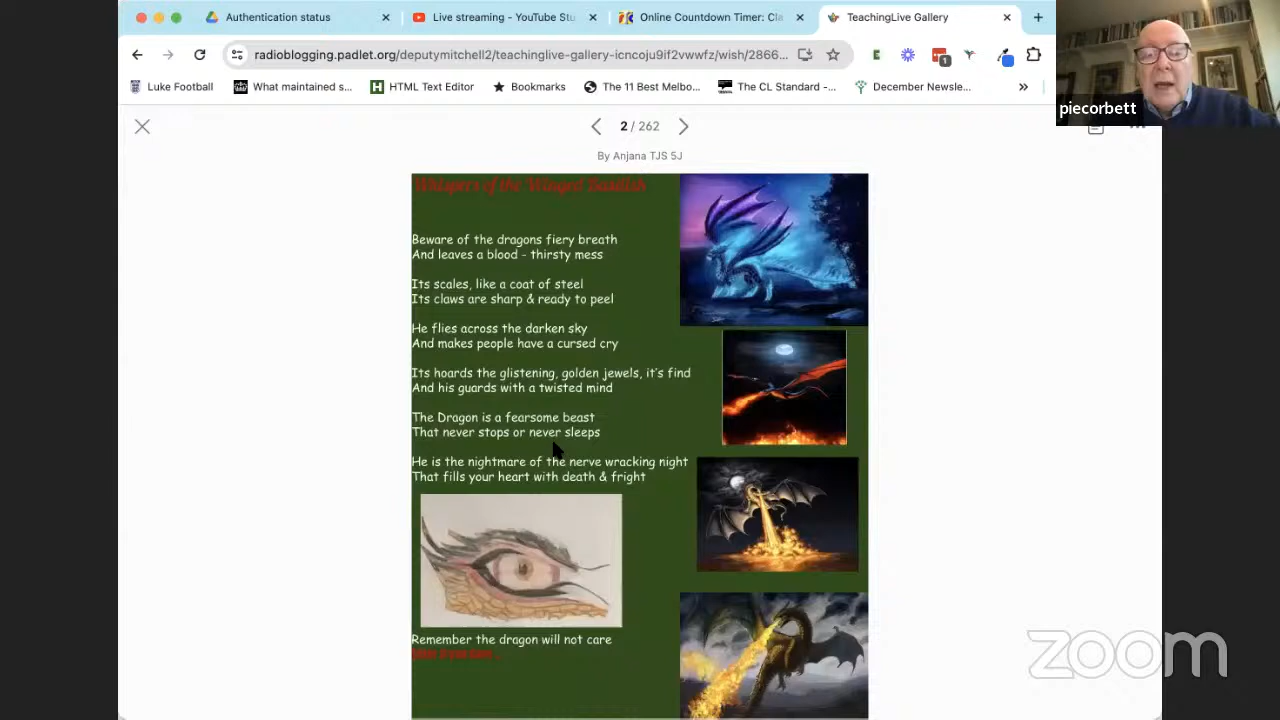 Authentication status
Live streaming - YouTube Stu
Online Countdown Timer: Cla
TeachingLive Gallery
radioblogging.padlet.org/deputymitchell2/teachinglive-gallery-icncoju9if2vwwfz/wish/2866...
1
Luke Football
What maintained s...
HTML Text Editor
Bookmarks
The 11 Best Melbo...
The CL Standard -...
December Newsle...
piecorbett
2 / 262
By Anjana TJS 5J
Whispers of the Winged Basilisk
Beware of the dragons fiery breath
And leaves a blood - thirsty mess
Its scales, like a coat of steel
Its claws are sharp & ready to peel
He flies across the darken sky
And makes people have a cursed cry
Its hoards the glistening, golden jewels, it's find
And his guards with a twisted mind
The Dragon is a fearsome beast
That never stops or never sleeps
He is the nightmare of the nerve wracking night
That fills your heart with death & fright
Remember the dragon will not care
zoom